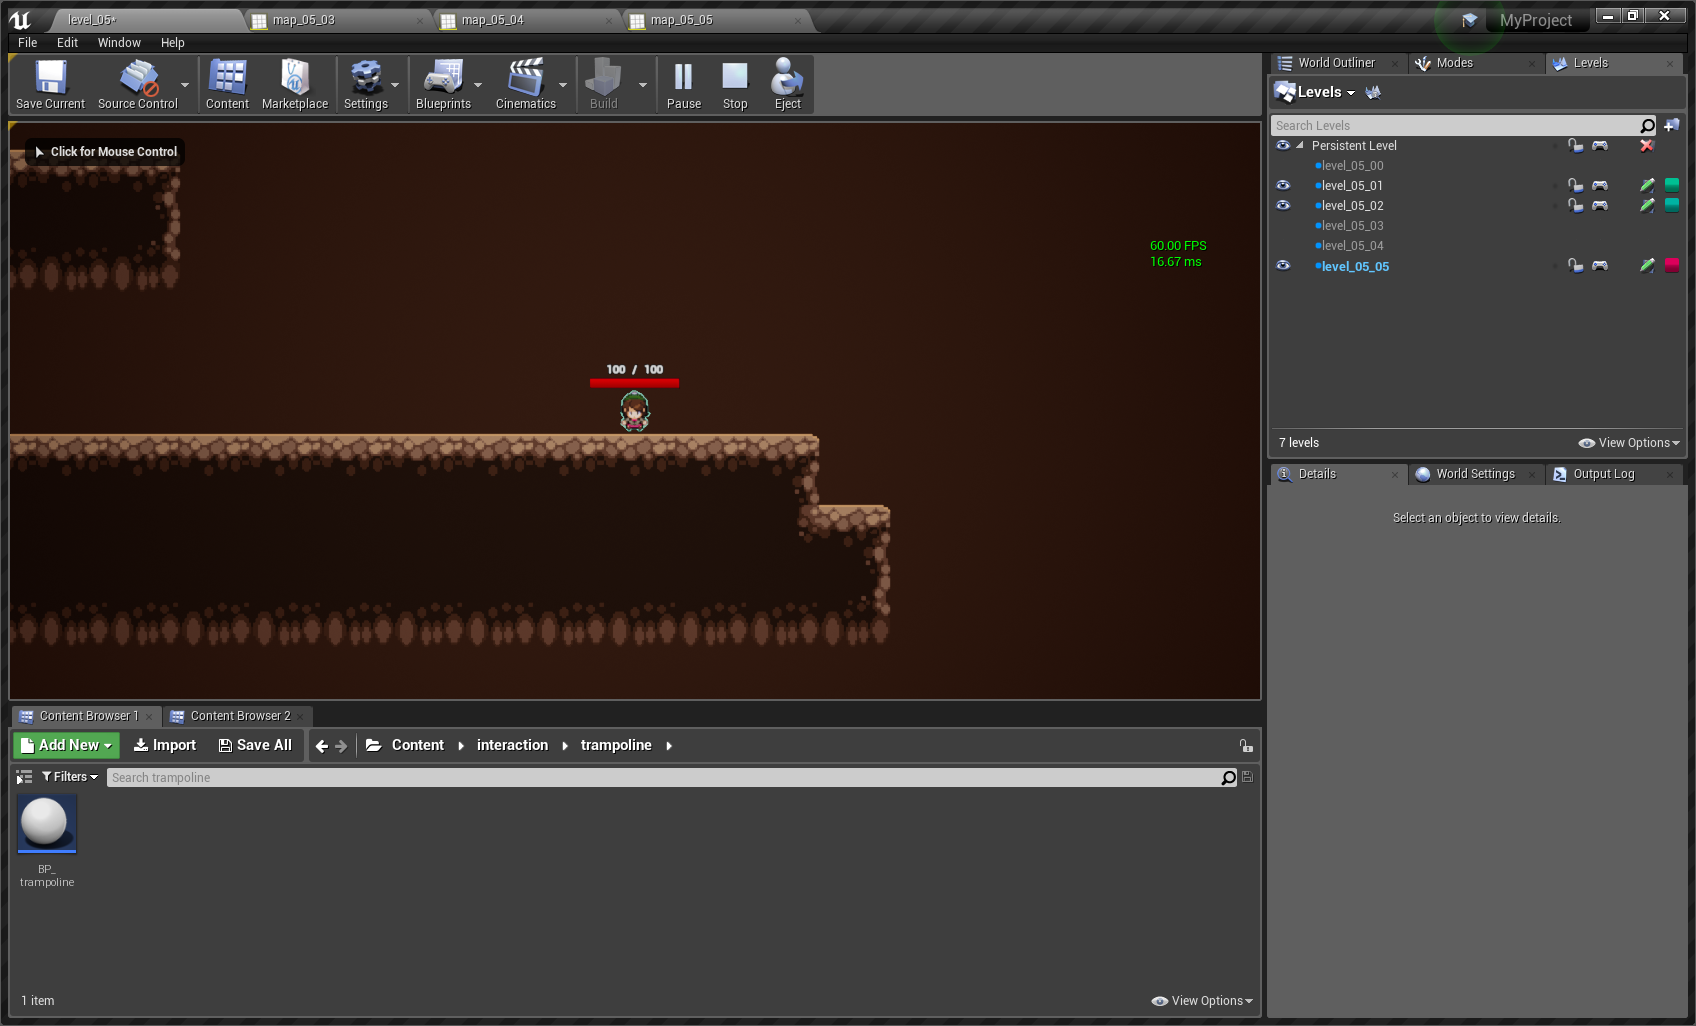 level_05*
map_05_03
map_05_04
map_05_05
MyProject
File
Edit
Window
Help
Save Current
Source Control
Content
Marketplace
Settings
Blueprints
Cinematics
Build
Pause
Stop
Eject
World Outliner
Modes
Levels
Levels
Search Levels
Persistent Level
level_05_00
level_05_01
level_05_02
level_05_03
level_05_04
level_05_05
7 levels
View Options
Click for Mouse Control
60.00 FPS
16.67 ms
100 / 100
Details
World Settings
Output Log
Select an object to view details.
Content Browser 1
Content Browser 2
Add New
Import
Save All
Content
interaction
trampoline
Filters
Search trampoline
BP_
trampoline
1 item
View Options